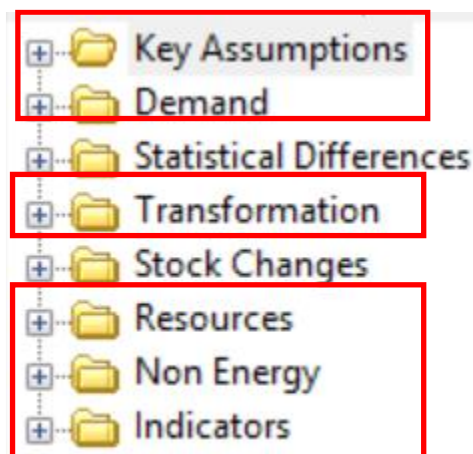 Key Assumptions
Demand
Statistical Differences
Transformation
Stock Changes
Resources
Non Energy
Indicators